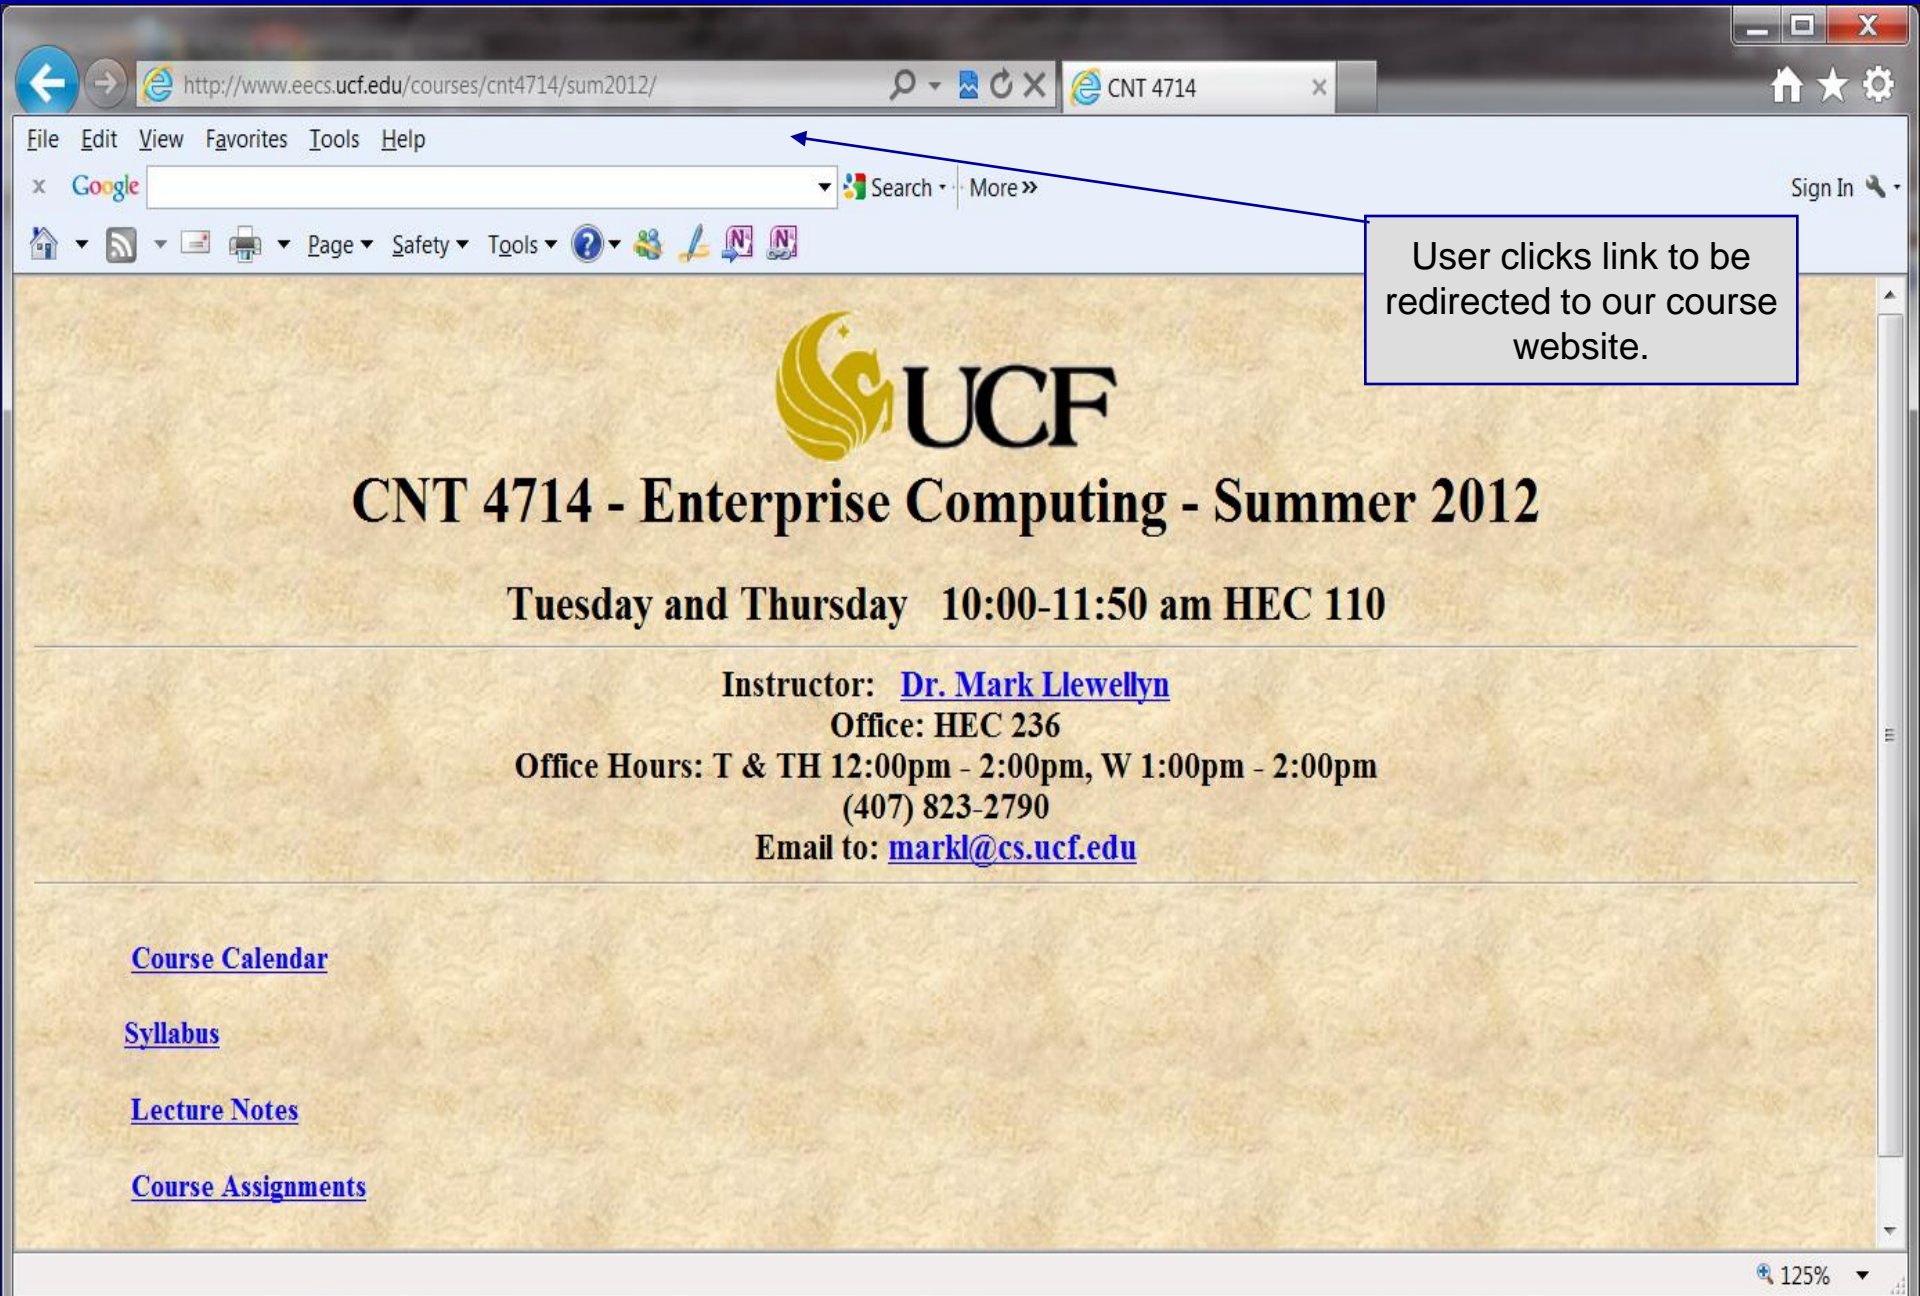 X
http://www.eecs.ucf.edu/courses/cnt4714/sum2012/
CNT 4714
File Edit View Favorites Tools Help
x Google Search More »
Sign In
Page Safety Tools
User clicks link to be
redirected to our course
website.
UCF
CNT 4714 - Enterprise Computing - Summer 2012
Tuesday and Thursday 10:00-11:50 am HEC 110
Instructor: Dr. Mark Llewellyn
Office: HEC 236
Office Hours: T & TH 12:00pm - 2:00pm, W 1:00pm - 2:00pm
(407) 823-2790
Email to: markl@cs.ucf.edu
Course Calendar
Syllabus
Lecture Notes
Course Assignments
125%